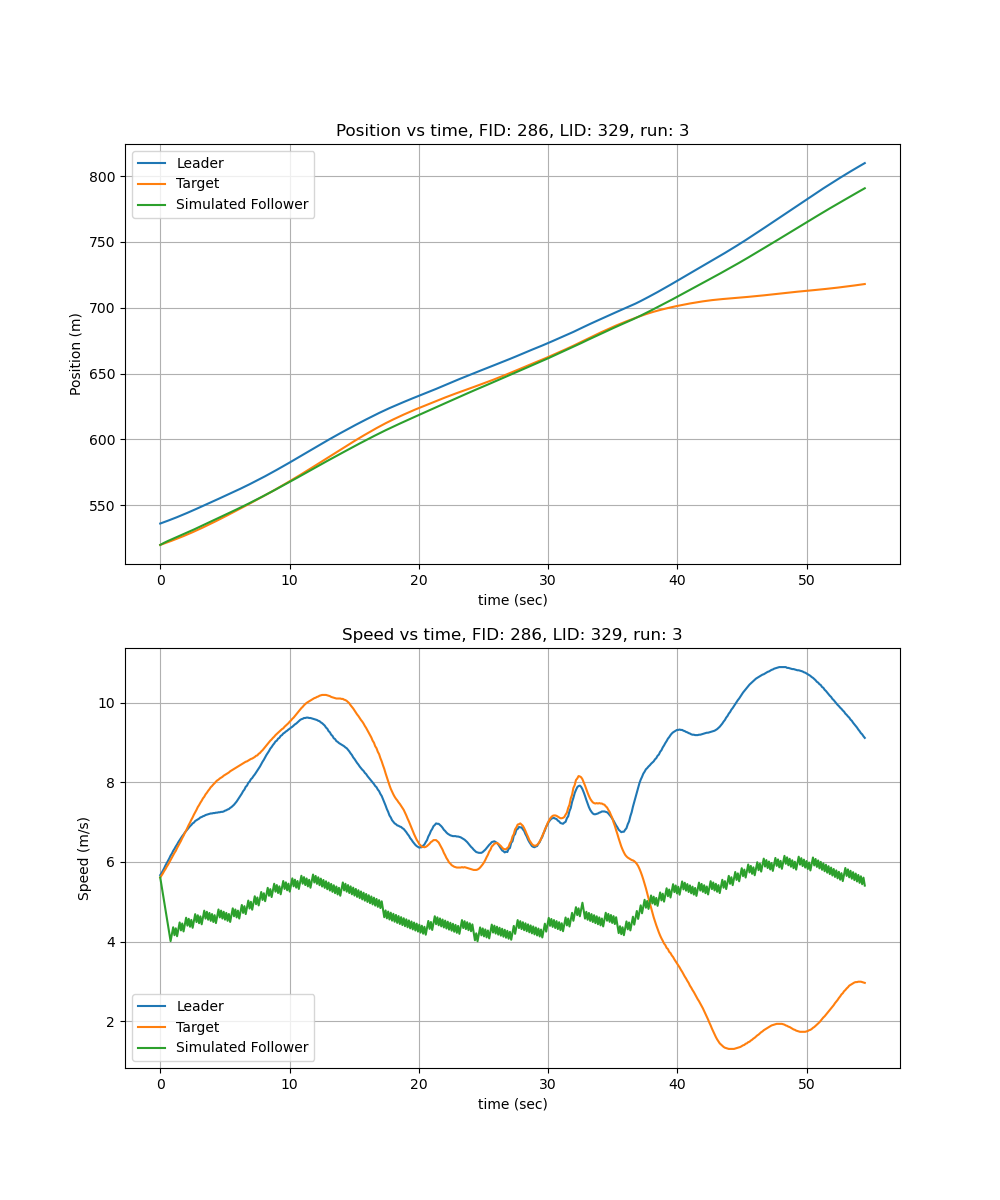 Position vs time, FID: 286, LID: 329, run: 3
Leader
Target
Simulated Follower
800
750
700
650
600
550
Position (m)
0 10 20 30 40 50
time (sec)
Speed vs time, FID: 286, LID: 329, run: 3
10
8
6
4
2
Speed (m/s)
Leader
Target
Simulated Follower
0 10 20 30 40 50
time (sec)